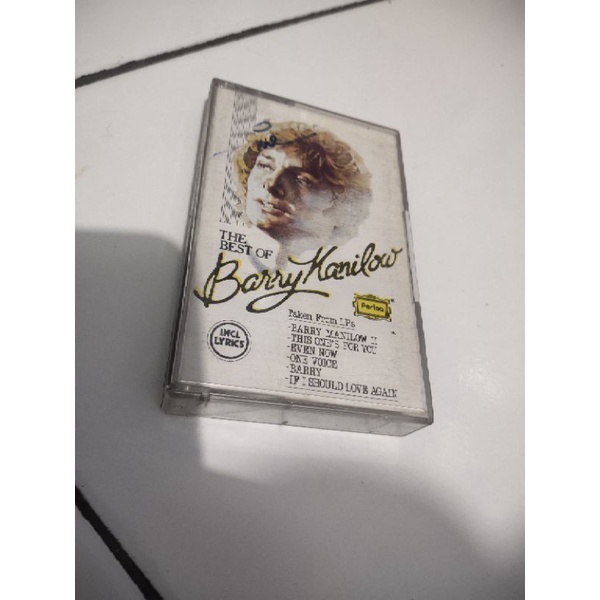 THE
BEST OF
Barry Manilow
Perina
Taken From LPs
-BARRY MANILOW II
-THIS ONE'S FOR YOU
-EVEN NOW
-ONE VOICE
-BARRY
-IF I SHOULD LOVE AGAIN
INCL
LYRICS